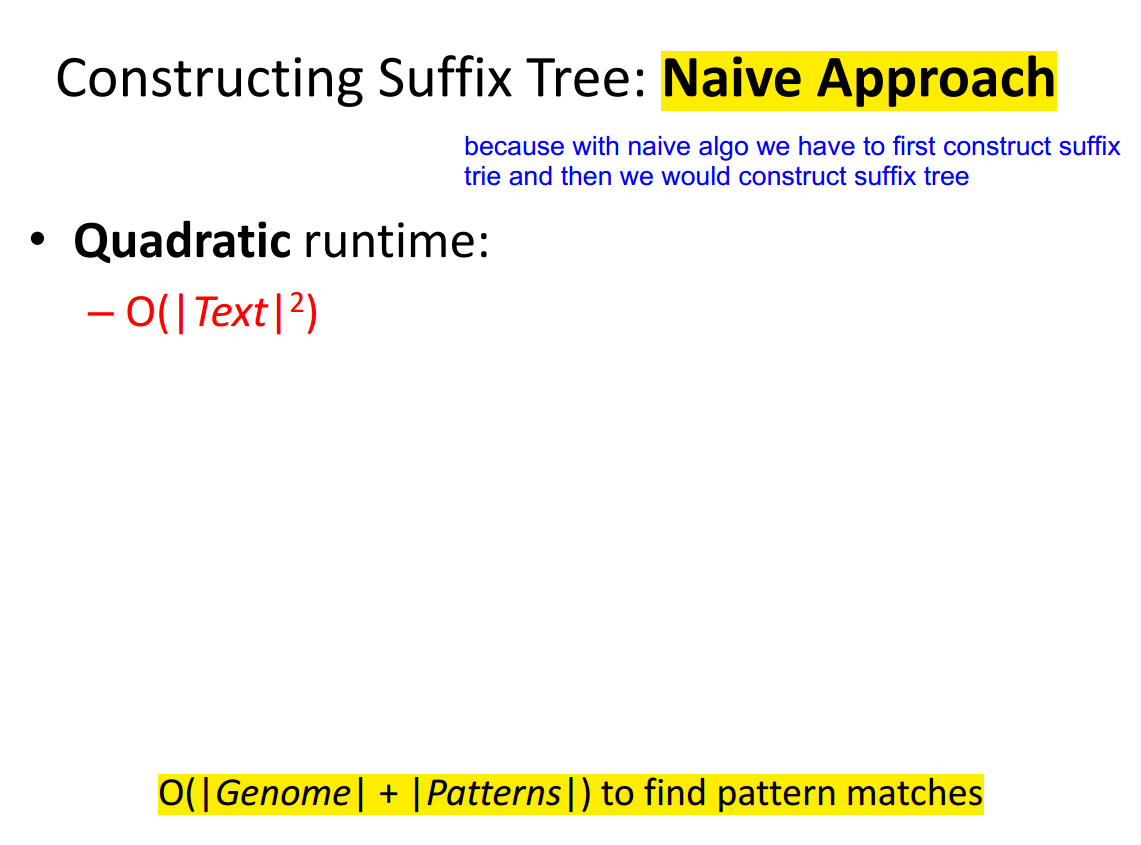 Constructing Suffix Tree: Naive Approach
because with naive algo we have to first construct suffix
trie and then we would construct suffix tree
• Quadratic runtime:
– O(|Text|²)
O(|Genome| + |Patterns|) to find pattern matches